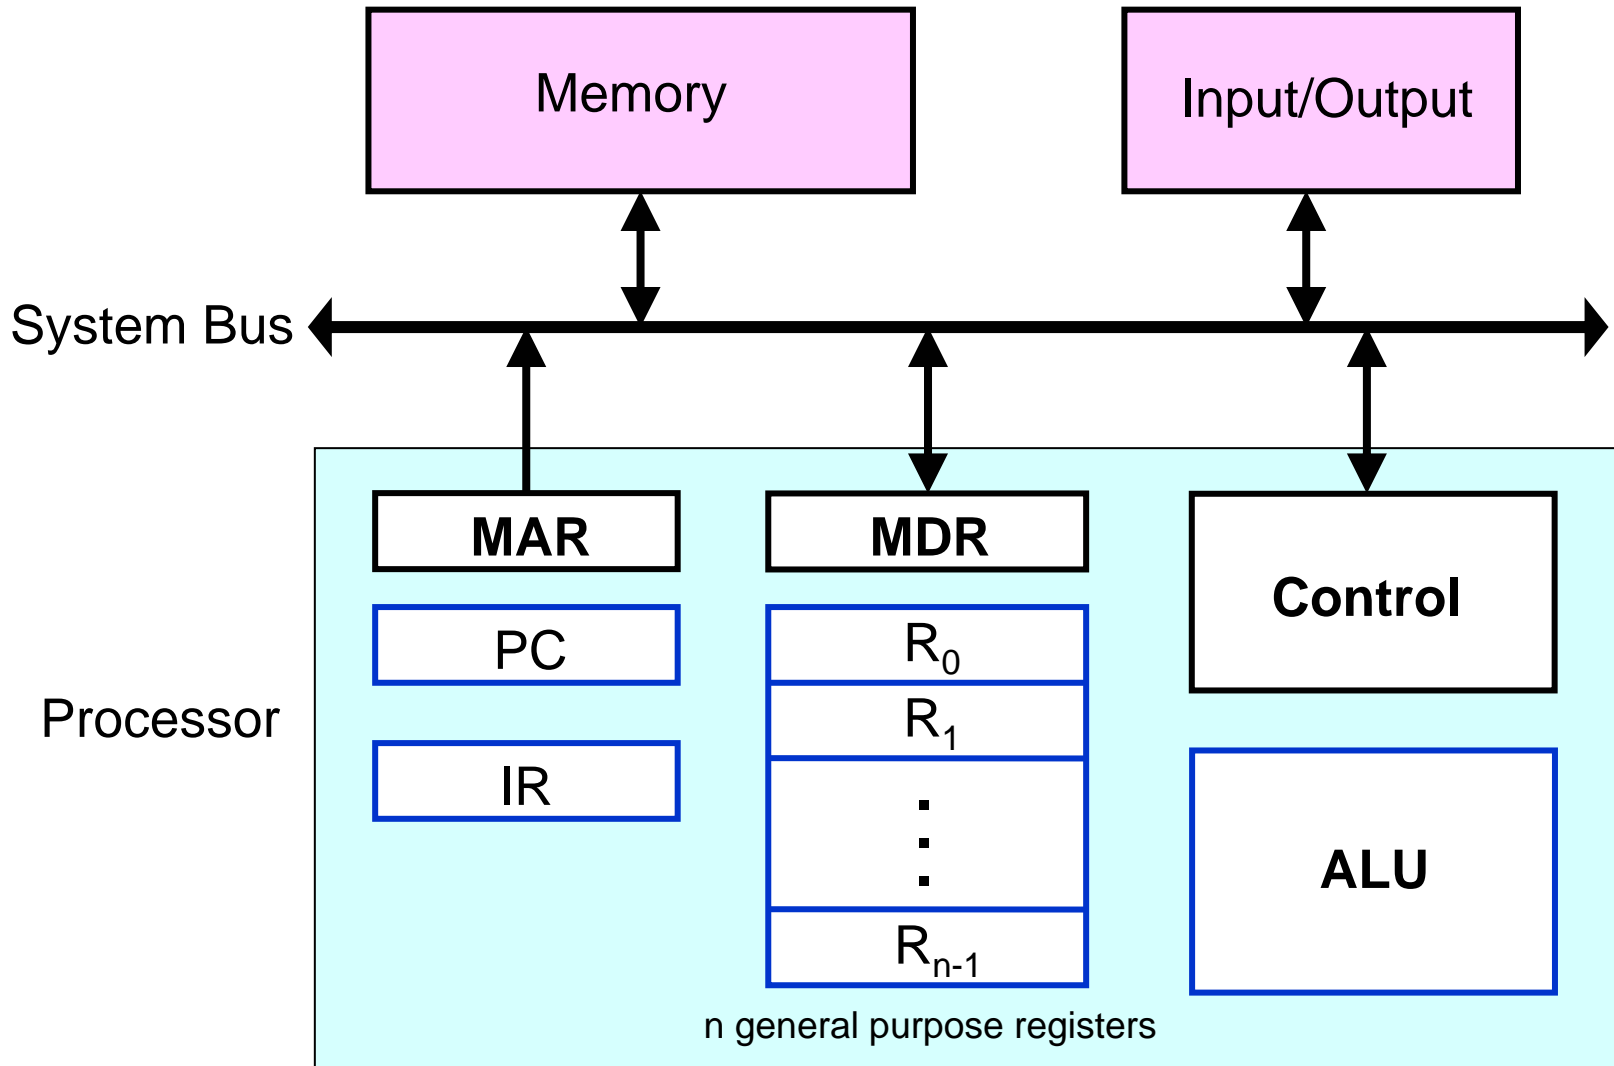 Memory
Input/Output
System Bus
MAR
MDR
Control
PC
R₀
Processor
R₁
IR
ALU
Rₙ₋₁
n general purpose registers